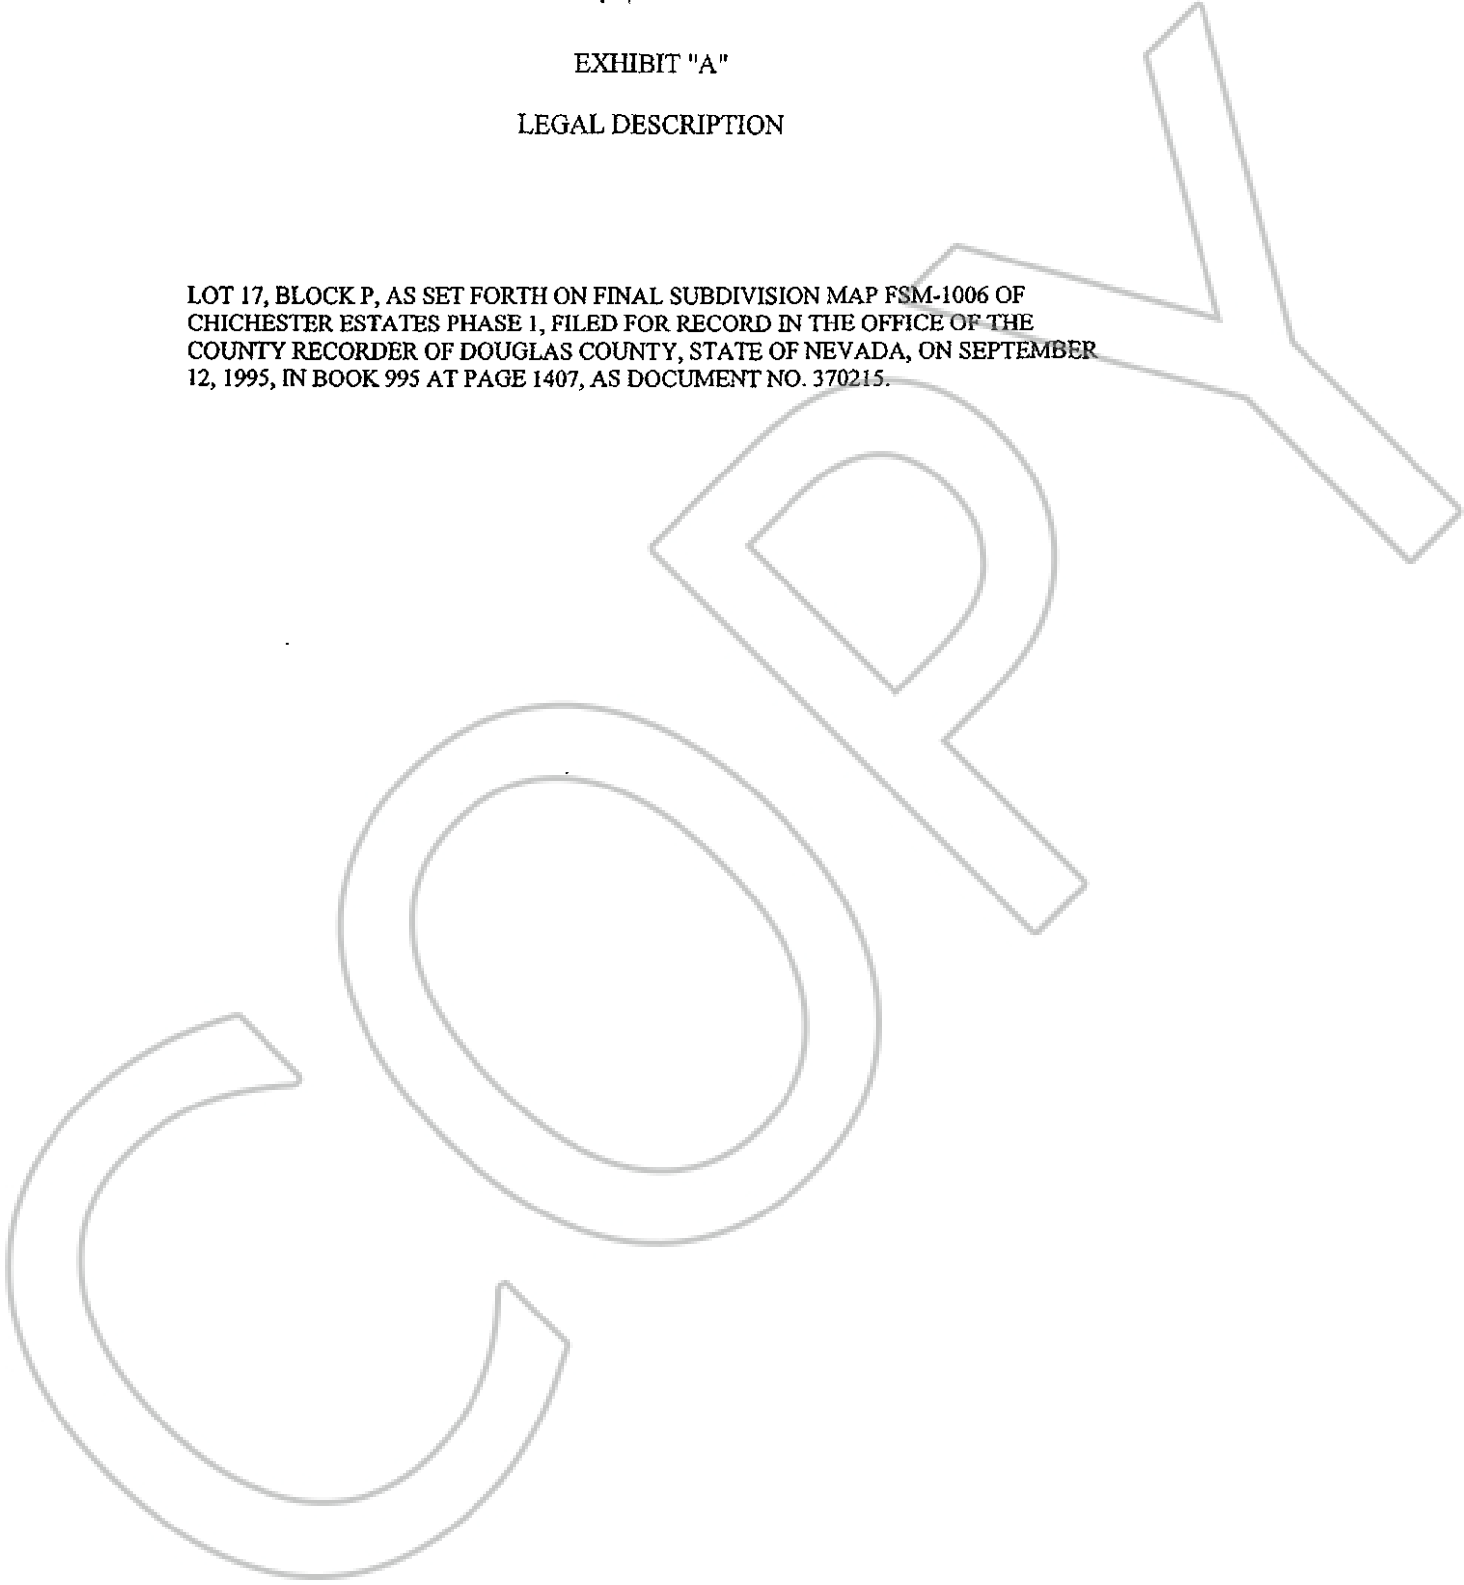 EXHIBIT "A"
LEGAL DESCRIPTION
LOT 17, BLOCK P, AS SET FORTH ON FINAL SUBDIVISION MAP FSM-1006 OF
CHICHESTER ESTATES PHASE 1, FILED FOR RECORD IN THE OFFICE OF THE
COUNTY RECORDER OF DOUGLAS COUNTY, STATE OF NEVADA, ON SEPTEMBER
12, 1995, IN BOOK 995 AT PAGE 1407, AS DOCUMENT NO. 370215.
COPY